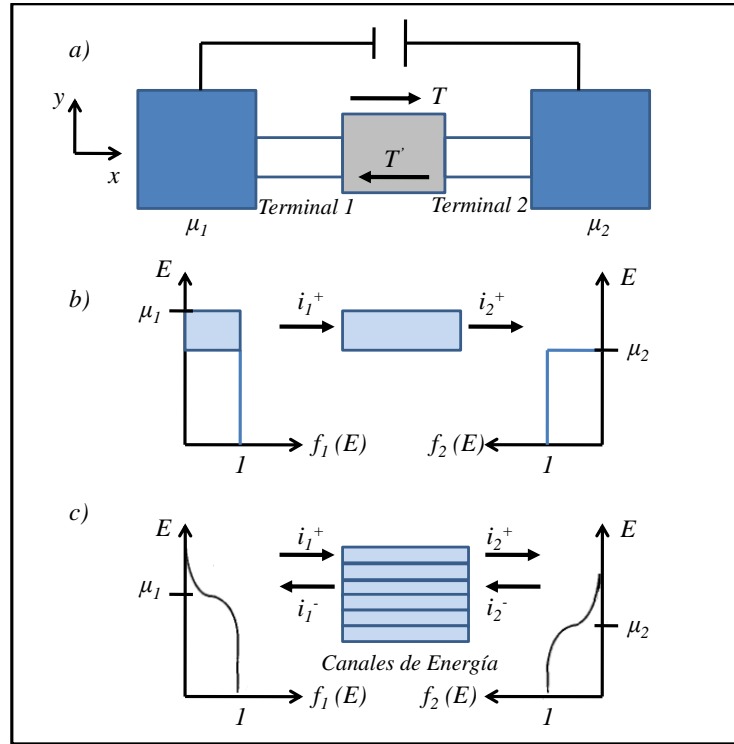 a)
y
x
T
T'
Terminal 1
Terminal 2
μ₁
μ₂
b)
E
μ₁
i₁⁺
i₂⁺
E
μ₂
1
f₁ (E)
f₂ (E)
1
c)
E
μ₁
i₁⁺
i₁⁻
i₂⁺
i₂⁻
E
μ₂
Canales de Energía
1
f₁ (E)
f₂ (E)
1